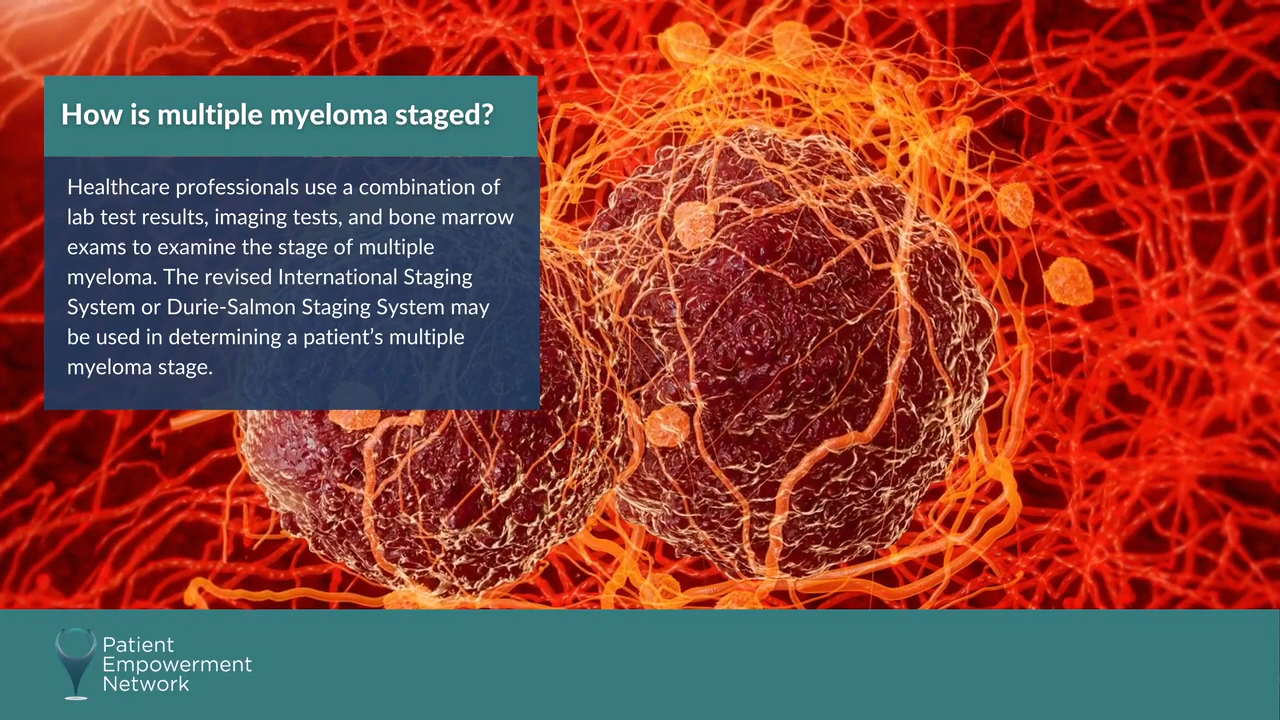 How is multiple myeloma staged?
Healthcare professionals use a combination of
lab test results, imaging tests, and bone marrow
exams to examine the stage of multiple
myeloma. The revised International Staging
System or Durie-Salmon Staging System may
be used in determining a patient’s multiple
myeloma stage.
Patient
Empowerment
Network